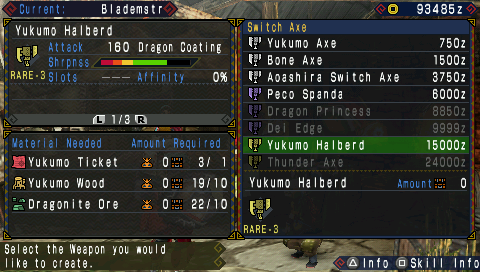 Current: Blademstr
93485z
Yukumo Halberd
Attack 160 Dragon Coating
Shrpnss
Slots --- Affinity 0%
RARE-3
L 1/3 R
Material Needed Amount Required
Yukumo Ticket 0 3/ 1
Yukumo Wood 0 19/10
Dragonite Ore 0 22/10
Select the Weapon you would
like to create.
Switch Axe
Yukumo Axe 750z
Bone Axe 1500z
Aoashira Switch Axe 3750z
Peco Spanda 6000z
Dragon Princess 8850z
Dei Edge 9999z
Yukumo Halberd 15000z
Thunder Axe 24000z
Yukumo Halberd Amount 0
RARE-3
Info Skill Info